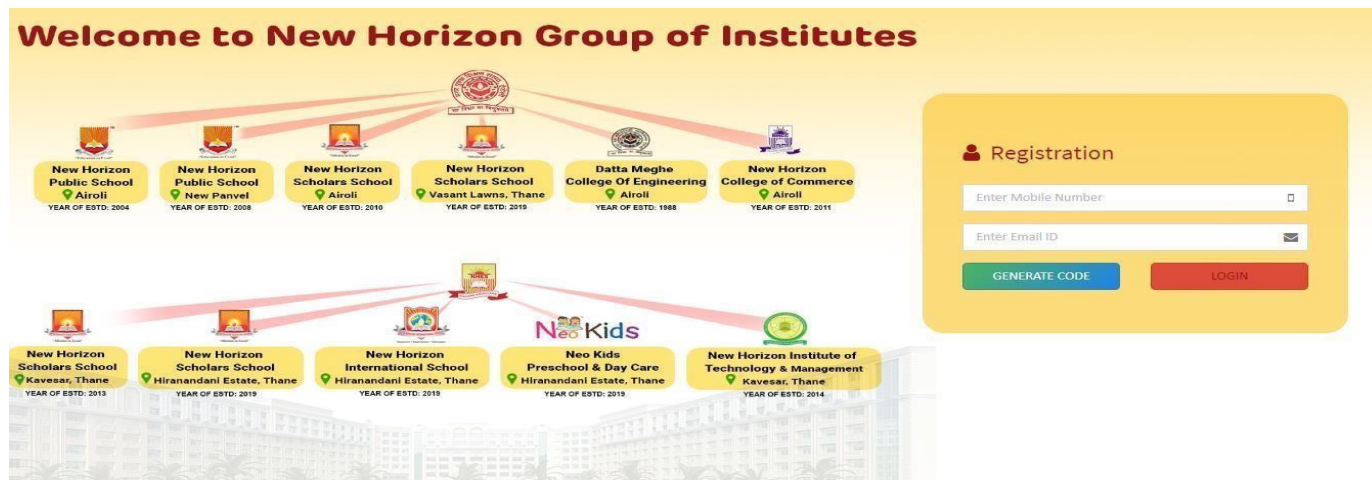 Welcome to New Horizon Group of Institutes
New Horizon
Public School
Airoli
YEAR OF ESTD: 2004
New Horizon
Public School
New Panvel
YEAR OF ESTD: 2008
New Horizon
Scholars School
Airoli
YEAR OF ESTD: 2010
New Horizon
Scholars School
Vasant Lawns, Thane
YEAR OF ESTD: 2019
Datta Meghe
College Of Engineering
Airoli
YEAR OF ESTD: 1988
New Horizon
College of Commerce
Airoli
YEAR OF ESTD: 2011
New Horizon
Scholars School
Kavesar, Thane
YEAR OF ESTD: 2013
New Horizon
Scholars School
Hiranandani Estate, Thane
YEAR OF ESTD: 2019
New Horizon
International School
Hiranandani Estate, Thane
YEAR OF ESTD: 2019
Neo Kids
Neo Kids
Preschool & Day Care
Hiranandani Estate, Thane
YEAR OF ESTD: 2019
New Horizon Institute of
Technology & Management
Kavesar, Thane
YEAR OF ESTD: 2014
Registration
Enter Mobile Number
Enter Email ID
GENERATE CODE
LOGIN